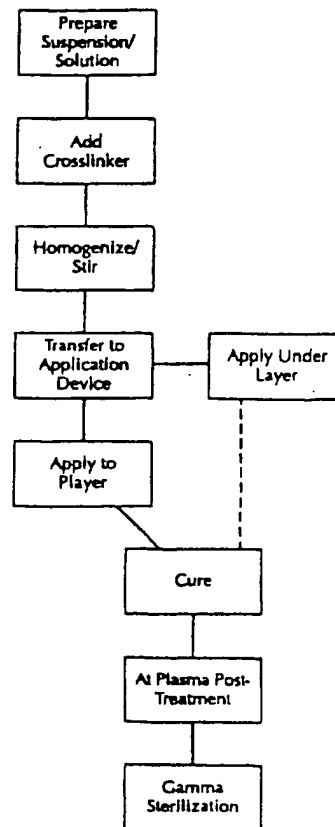 Prepare
Suspension/
Solution
Add
Crosslinker
Homogenize/
Stir
Transfer to
Application
Device
Apply Under
Layer
Apply to
Player
Cure
At Plasma Post-
Treatment
Gamma
Sterilization